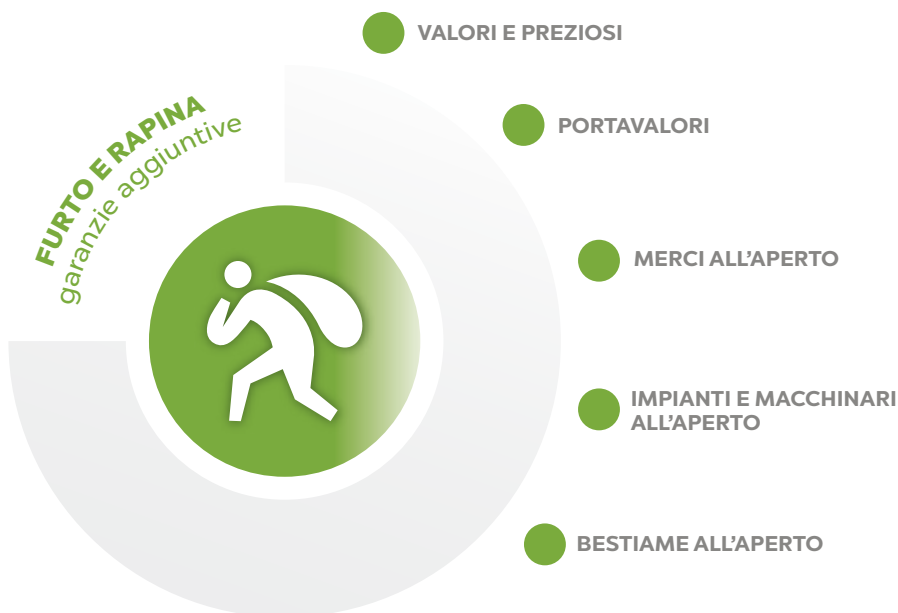 FURTO E RAPINA
garanzie aggiuntive
VALORI E PREZIOSI
PORTAVALORI
MERCI ALL'APERTO
IMPIANTI E MACCHINARI
ALL'APERTO
BESTIAME ALL'APERTO